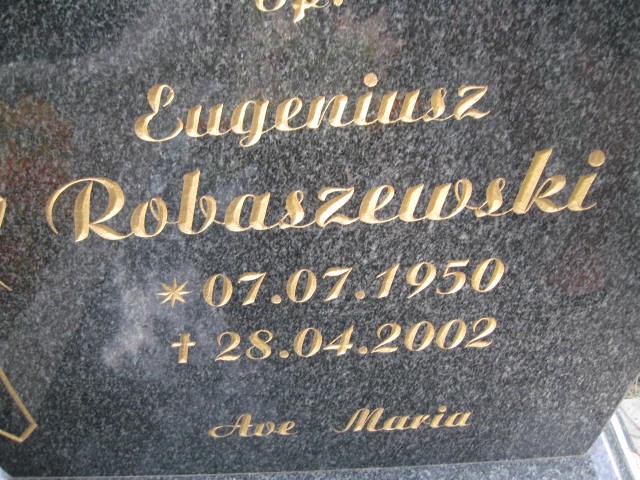 Eugeniusz
Robaszewski
* 07.07.1950
† 28.04.2002
Ave Maria